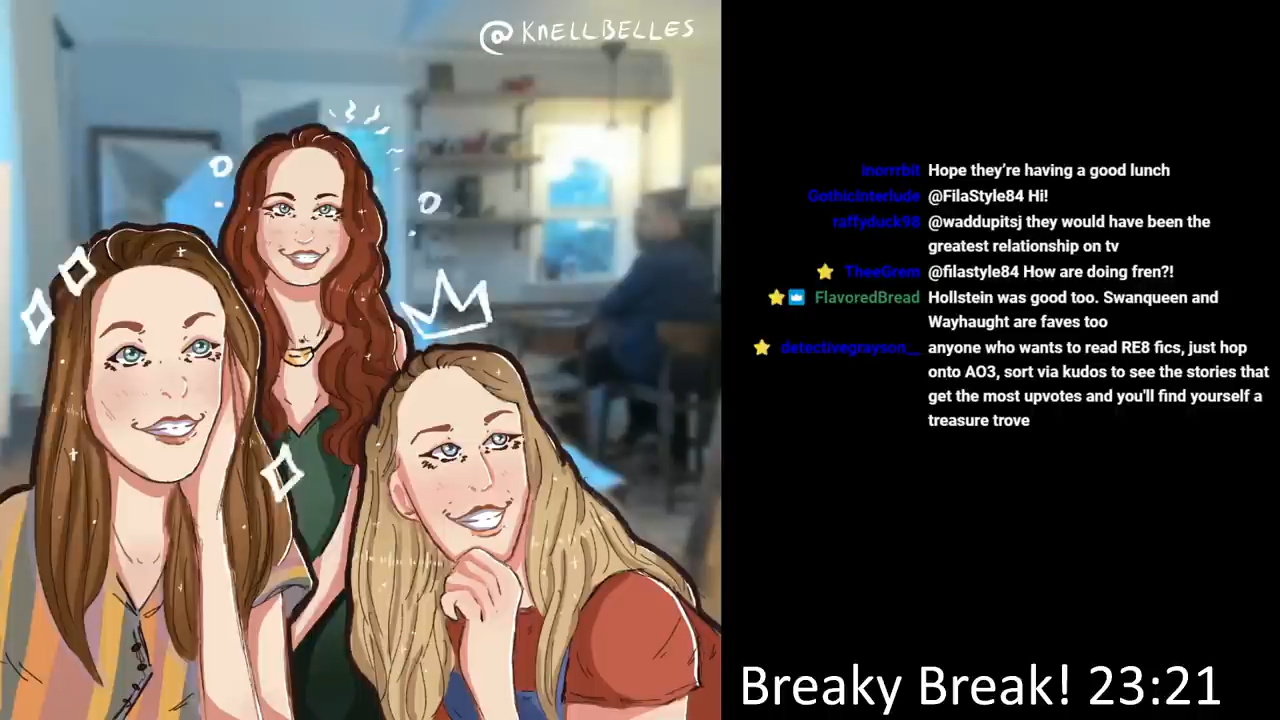 @KNELLBELLES
lnorrrbit Hope they're having a good lunch
GothicInterlude @FilaStyle84 Hi!
raffyduck98 @waddupitsj they would have been the
greatest relationship on tv
TheeGrem @filastyle84 How are doing fren?!
FlavoredBread Hollstein was good too. Swanqueen and
Wayhaught are faves too
detectivegrayson__ anyone who wants to read RE8 fics, just hop
onto AO3, sort via kudos to see the stories that
get the most upvotes and you'll find yourself a
treasure trove
Breaky Break! 23:21